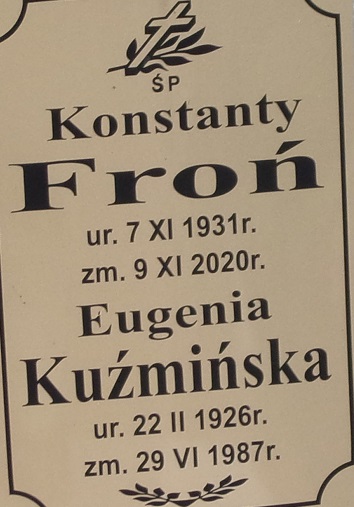 ŚP
Konstanty
Froń
ur. 7 XI 1931r.
zm. 9 XI 2020r.
Eugenia
Kuźmińska
ur. 22 II 1926r.
zm. 29 VI 1987r.